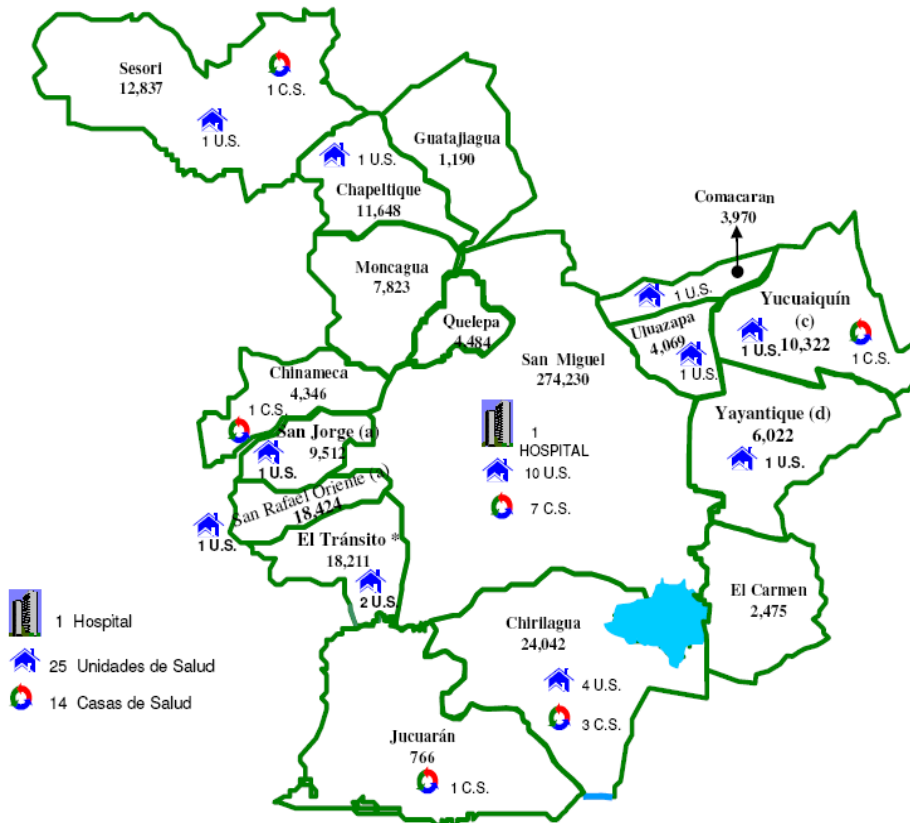 Sesori
12,837
1 C.S.
1 U.S.
Guatajiagua
1,190
1 U.S.
Chapeltique
11,648
Comacaran
3,970
Moncagua
7,823
1 U.S.
Yucuaiquín
(c)
10,322
1 U.S.
1 C.S.
Quelepa
4,484
Uluazapa
4,069
1 U.S.
San Miguel
274,230
Chinameca
4,346
1 C.S.
San Jorge (a)
9,512
1 U.S.
1
HOSPITAL
10 U.S.
7 C.S.
Yayantique (d)
6,022
1 U.S.
San Rafael Oriente (a)
18,424
1 U.S.
El Tránsito *
18,211
2 U.S.
El Carmen
2,475
Chirilagua
24,042
4 U.S.
3 C.S.
1 Hospital
25 Unidades de Salud
14 Casas de Salud
Jucuarán
766
1 C.S.